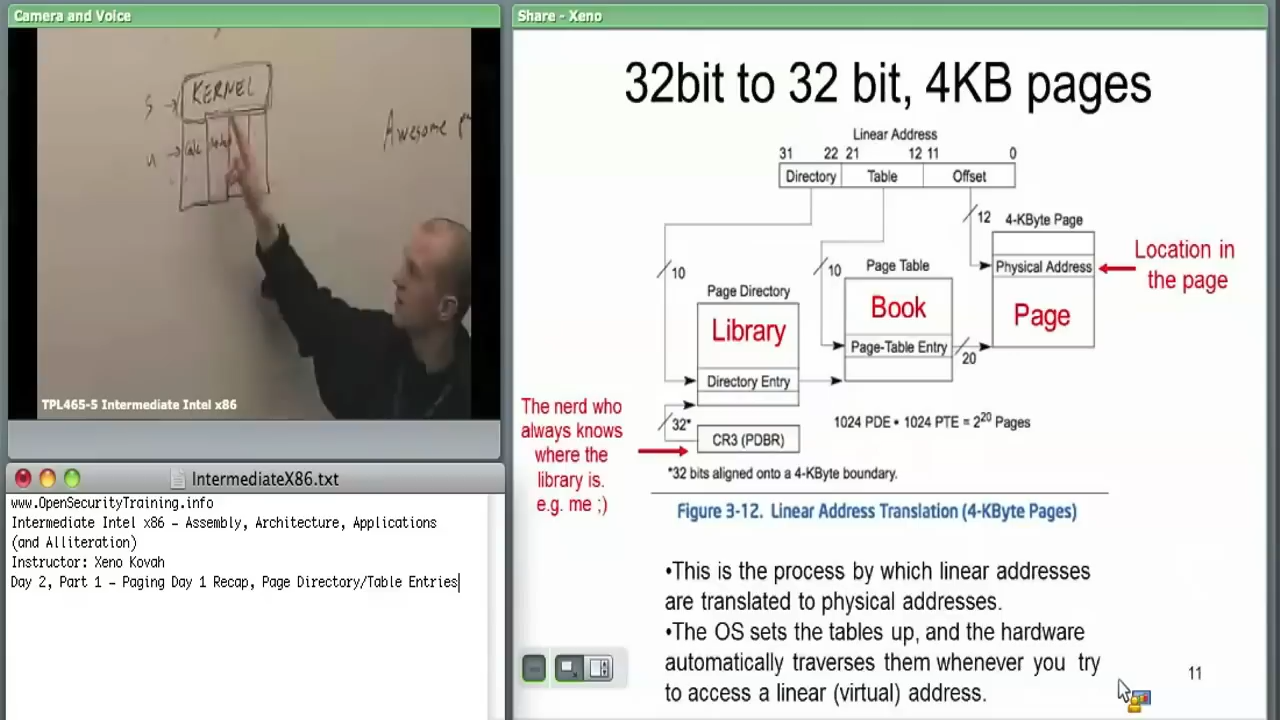 Camera and Voice
S → KERNEL
u → calc
Awesome
TPL465-5 Intermediate Intel x86
IntermediateX86.txt
www.OpenSecurityTraining.info
Intermediate Intel x86 – Assembly, Architecture, Applications
(and Alliteration)
Instructor: Xeno Kovah
Day 2, Part 1 – Paging Day 1 Recap, Page Directory/Table Entries
Share - Xeno
32bit to 32 bit, 4KB pages
Linear Address
31 22 21 12 11 0
Directory Table Offset
12 4-KByte Page
Physical Address
Page
Location in
the page
10 Page Table
Book
Page-Table Entry
20
10 Page Directory
Library
Directory Entry
32*
CR3 (PDBR)
1024 PDE * 1024 PTE = 2^20 Pages
The nerd who
always knows
where the
library is.
e.g. me ;)
*32 bits aligned onto a 4-KByte boundary.
Figure 3-12. Linear Address Translation (4-KByte Pages)
•This is the process by which linear addresses
are translated to physical addresses.
•The OS sets the tables up, and the hardware
automatically traverses them whenever you try
to access a linear (virtual) address.
11